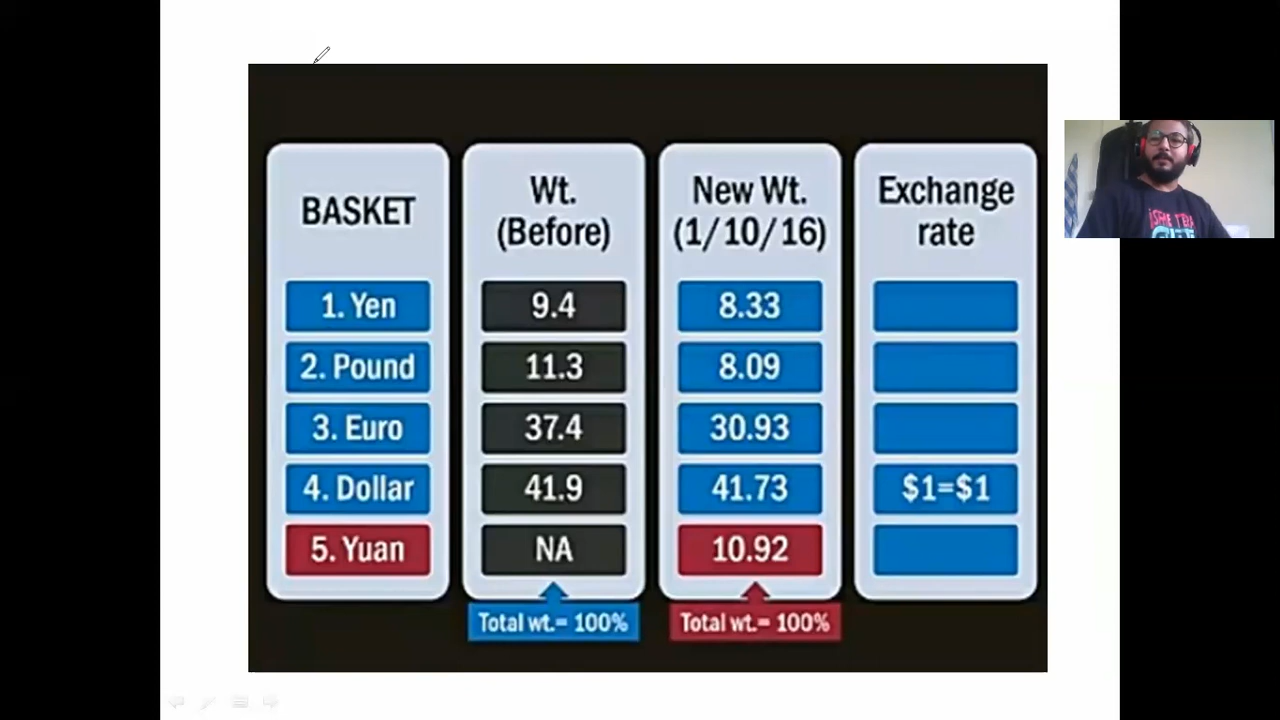 BASKET
Wt.
(Before)
New Wt.
(1/10/16)
Exchange
rate
1. Yen
9.4
8.33
2. Pound
11.3
8.09
3. Euro
37.4
30.93
4. Dollar
41.9
41.73
$1=$1
5. Yuan
NA
10.92
Total wt.= 100%
Total wt.= 100%